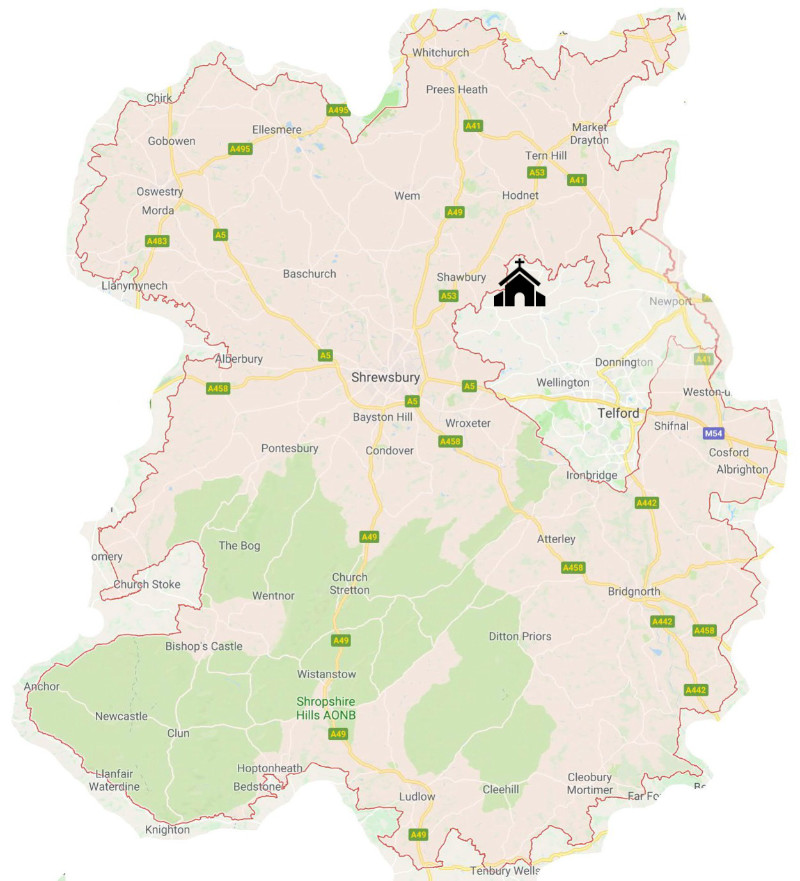 M
Whitchurch
Prees Heath
Chirk
A495
Ellesmere
A41
Market
Drayton
Gobowen
A495
Tern Hill
A53
A41
Oswestry
Wem
Hodnet
Morda
A49
A5
A483
Baschurch
Shawbury
Llanymynech
A53
Newport
Alberbury
A5
A41
Donnington
Shrewsbury
Wellington
A458
A5
Weston-u
A5
Telford
Bayston Hill
Wroxeter
Shifnal
M54
A458
Pontesbury
Condover
Cosford
Albrighton
Ironbridge
A442
A49
Atterley
The Bog
omery
A458
Church
Stretton
Church Stoke
Wentnor
Bridgnorth
A442
A458
Ditton Priors
A49
Bishop's Castle
Wistanstow
Anchor
A442
Shropshire
Hills AONB
Newcastle
Clun
A49
Hoptonheath
Llanfair
Waterdine
Bedstone
Cleobury
Mortimer
Cleehill
Ludlow
Far Fo
Knighton
A49
Tenbury Wells